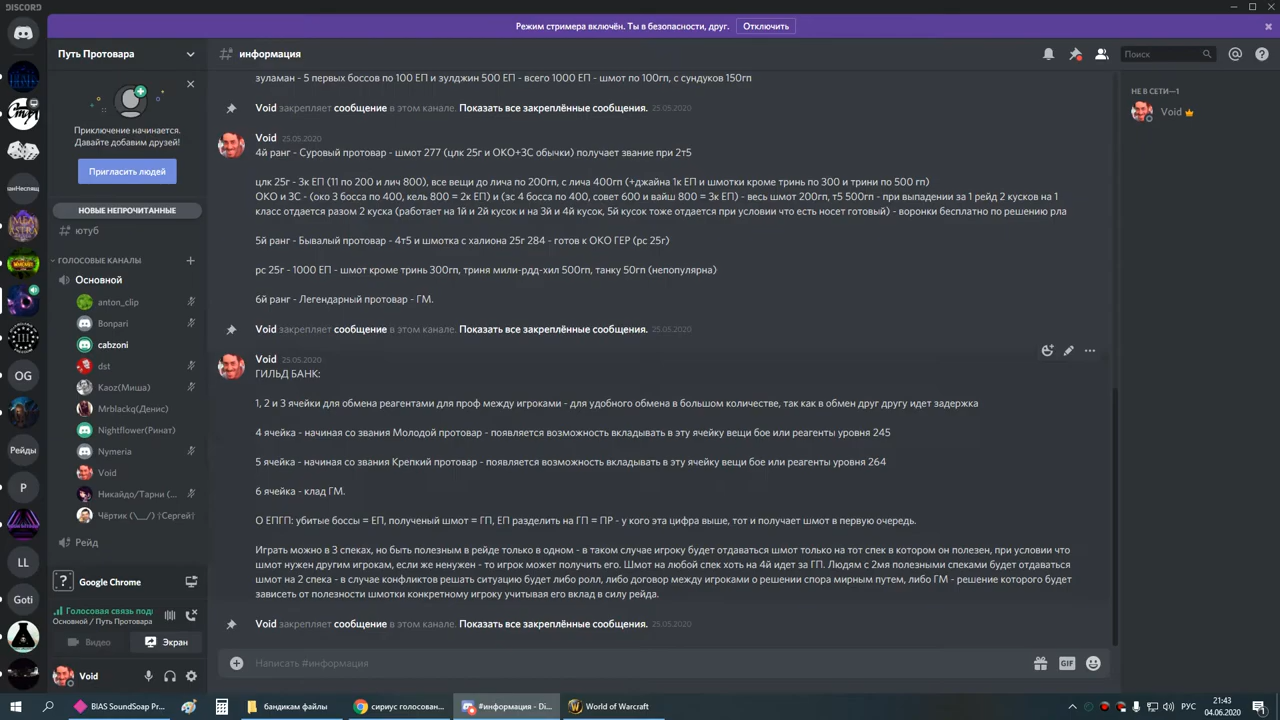 DISCORD
Режим стримера включён. Ты в безопасности, друг.
Отключить
Путь Протовара
информация
Поиск
зуламан - 5 первых боссов по 100 ЕП и зулджин 500 ЕП - всего 1000 ЕП - шмот по 100гп, с сундуков 150гп
Void закрепляет сообщение в этом канале. Показать все закреплённые сообщения. 25.05.2020
Void 25.05.2020
4й ранг - Суровый протовар - шмот 277 (цлк 25г и ОКО+ЗС обычки) получает звание при 2т5
цлк 25г - 3к ЕП (11 по 200 и лич 800), все вещи до лича по 200гп, с лича 400гп (+джайна 1к ЕП и шмотки кроме тринь по 300 и трини по 500 гп)
ОКО и ЗС - (око 3 босса по 400, кель 800 = 2к ЕП) и (зс 4 босса по 400, совет 600 и вайш 800 = 3к ЕП) - весь шмот 200гп, т5 500гп - при выпадении за 1 рейд 2 кусков на 1
класс отдается разом 2 куска (работает на 1й и 2й кусок и на 3й и 4й кусок, 5й кусок тоже отдается при условии что есть носет готовый) - воронки бесплатно по решению рла
5й ранг - Бывалый протовар - 4т5 и шмотка с халиона 25г 284 - готов к ОКО ГЕР (рс 25г)
рс 25г - 1000 ЕП - шмот кроме тринь 300гп, триня мили-рдд-хил 500гп, танку 50гп (непопулярна)
6й ранг - Легендарный протовар - ГМ.
Void закрепляет сообщение в этом канале. Показать все закреплённые сообщения. 25.05.2020
Void 25.05.2020
ГИЛЬД БАНК:
1, 2 и 3 ячейки для обмена реагентами для проф между игроками - для удобного обмена в большом количестве, так как в обмен друг другу идет задержка
4 ячейка - начиная со звания Молодой протовар - появляется возможность вкладывать в эту ячейку вещи бое или реагенты уровня 245
5 ячейка - начиная со звания Крепкий протовар - появляется возможность вкладывать в эту ячейку вещи бое или реагенты уровня 264
6 ячейка - клад ГМ.
О ЕПГП: убитые боссы = ЕП, полученый шмот = ГП, ЕП разделить на ГП = ПР - у кого эта цифра выше, тот и получает шмот в первую очередь.
Играть можно в 3 спеках, но быть полезным в рейде только в одном - в таком случае игроку будет отдаваться шмот только на тот спек в котором он полезен, при условии что
шмот нужен другим игрокам, если же ненужен - то игрок может получить его. Шмот на любой спек хоть на 4й идет за ГП. Людям с 2мя полезными спеками будет отдаваться
шмот на 2 спека - в случае конфликтов решать ситуацию будет либо ролл, либо договор между игроками о решении спора мирным путем, либо ГМ - решение которого будет
зависеть от полезности шмотки конкретному игроку учитывая его вклад в силу рейда.
Void закрепляет сообщение в этом канале. Показать все закреплённые сообщения. 25.05.2020
Написать #информация
GIF
НЕ В СЕТИ—1
Void
Приключение начинается.
Давайте добавим друзей!
Пригласить людей
НОВЫЕ НЕПРОЧИТАННЫЕ
ютуб
ГОЛОСОВЫЕ КАНАЛЫ
Основной
anton_clip
Bonpari
cabzoni
dst
Kaoz(Миша)
Mrblackq(Денис)
Nightflower(Ринат)
Nymeria
Void
Никайдо/Тарни (...
Чёртик (\__/) †Сергей†
Рейд
Google Chrome
Голосовая связь под
Основной / Путь Протовара
Видео
Экран
Void
OG
Рейды
P
LL
Goti
BIAS SoundSoap Pr...
бандикам файлы
сириус голосован...
#информация - Di...
World of Warcraft
РУС
21:43
04.06.2020